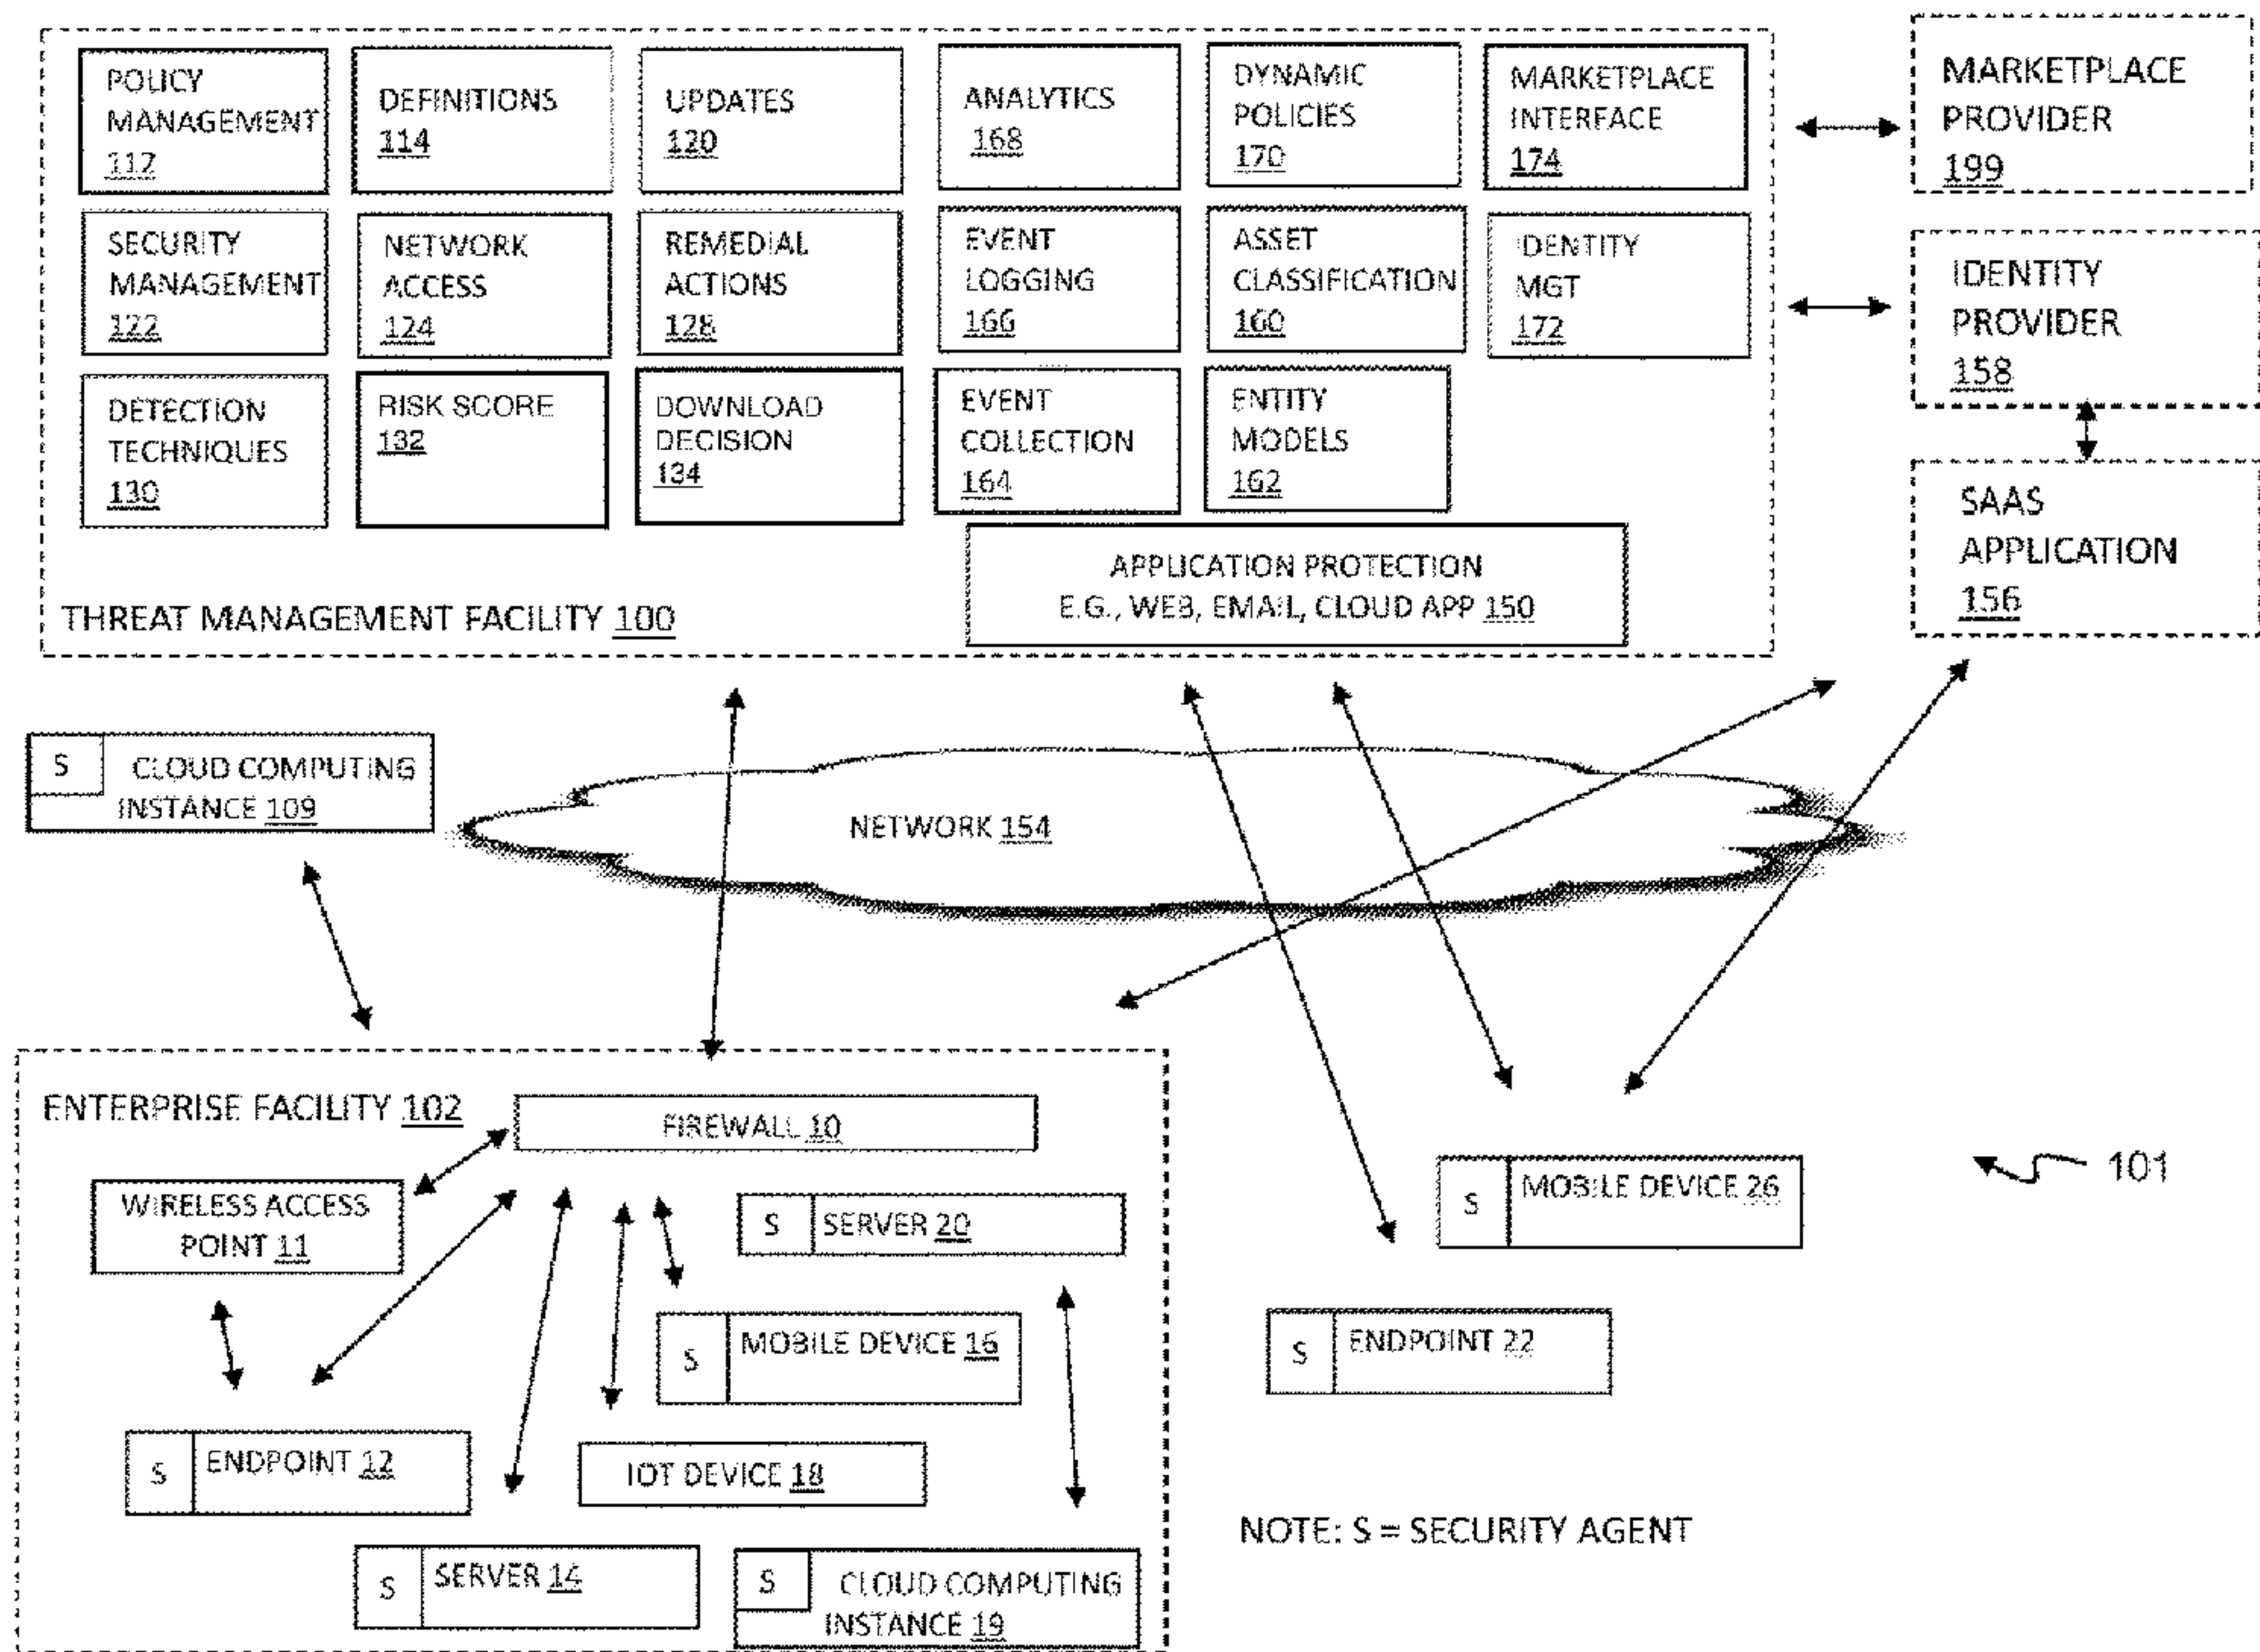 POLICY
MANAGEMENT
112
DEFINITIONS
114
UPDATES
120
ANALYTICS
168
DYNAMIC
POLICIES
170
MARKETPLACE
INTERFACE
174
MARKETPLACE
PROVIDER
199
SECURITY
MANAGEMENT
122
NETWORK
ACCESS
124
REMEDIAL
ACTIONS
128
EVENT
LOGGING
166
ASSET
CLASSIFICATION
160
IDENTITY
MGT
172
IDENTITY
PROVIDER
158
DETECTION
TECHNIQUES
130
RISK SCORE
132
DOWNLOAD
DECISION
134
EVENT
COLLECTION
164
ENTITY
MODELS
162
SAAS
APPLICATION
156
APPLICATION PROTECTION
E.G., WEB, EMAIL, CLOUD APP 150
THREAT MANAGEMENT FACILITY 100
S CLOUD COMPUTING
INSTANCE 109
NETWORK 154
ENTERPRISE FACILITY 102
FIREWALL 10
WIRELESS ACCESS
POINT 11
S SERVER 20
S MOBILE DEVICE 26
101
S MOBILE DEVICE 16
S ENDPOINT 22
S ENDPOINT 12
IOT DEVICE 18
S SERVER 14
S CLOUD COMPUTING
INSTANCE 19
NOTE: S = SECURITY AGENT